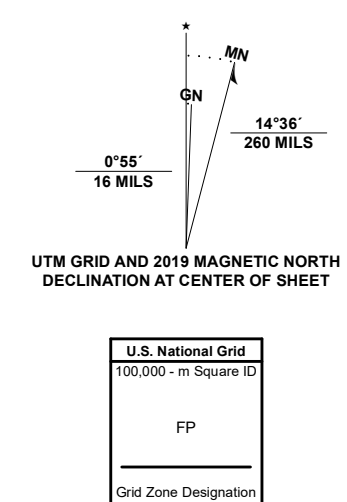 ★
MN
GN
14°36´
260 MILS
0°55´
16 MILS
UTM GRID AND 2019 MAGNETIC NORTH
DECLINATION AT CENTER OF SHEET
U.S. National Grid
100,000 - m Square ID
FP
Grid Zone Designation